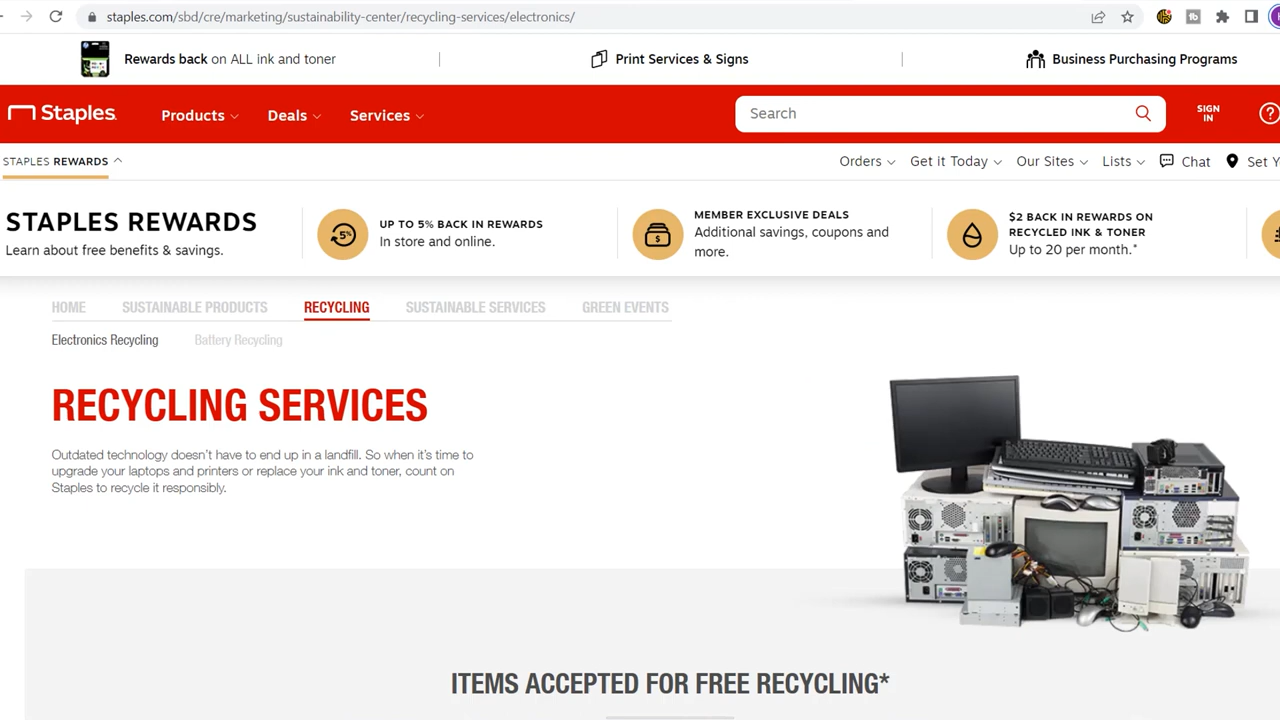 staples.com/sbd/cre/marketing/sustainability-center/recycling-services/electronics/
Rewards back on ALL ink and toner
Print Services & Signs
Business Purchasing Programs
Staples.
Products
Deals
Services
Search
SIGN
IN
?
STAPLES REWARDS
Orders
Get it Today
Our Sites
Lists
Chat
Set Y
STAPLES REWARDS
Learn about free benefits & savings.
5%
UP TO 5% BACK IN REWARDS
In store and online.
$
MEMBER EXCLUSIVE DEALS
Additional savings, coupons and
more.
$2 BACK IN REWARDS ON
RECYCLED INK & TONER
Up to 20 per month.*
HOME
SUSTAINABLE PRODUCTS
RECYCLING
SUSTAINABLE SERVICES
GREEN EVENTS
Electronics Recycling
Battery Recycling
RECYCLING SERVICES
Outdated technology doesn't have to end up in a landfill. So when it's time to
upgrade your laptops and printers or replace your ink and toner, count on
Staples to recycle it responsibly.
ITEMS ACCEPTED FOR FREE RECYCLING*